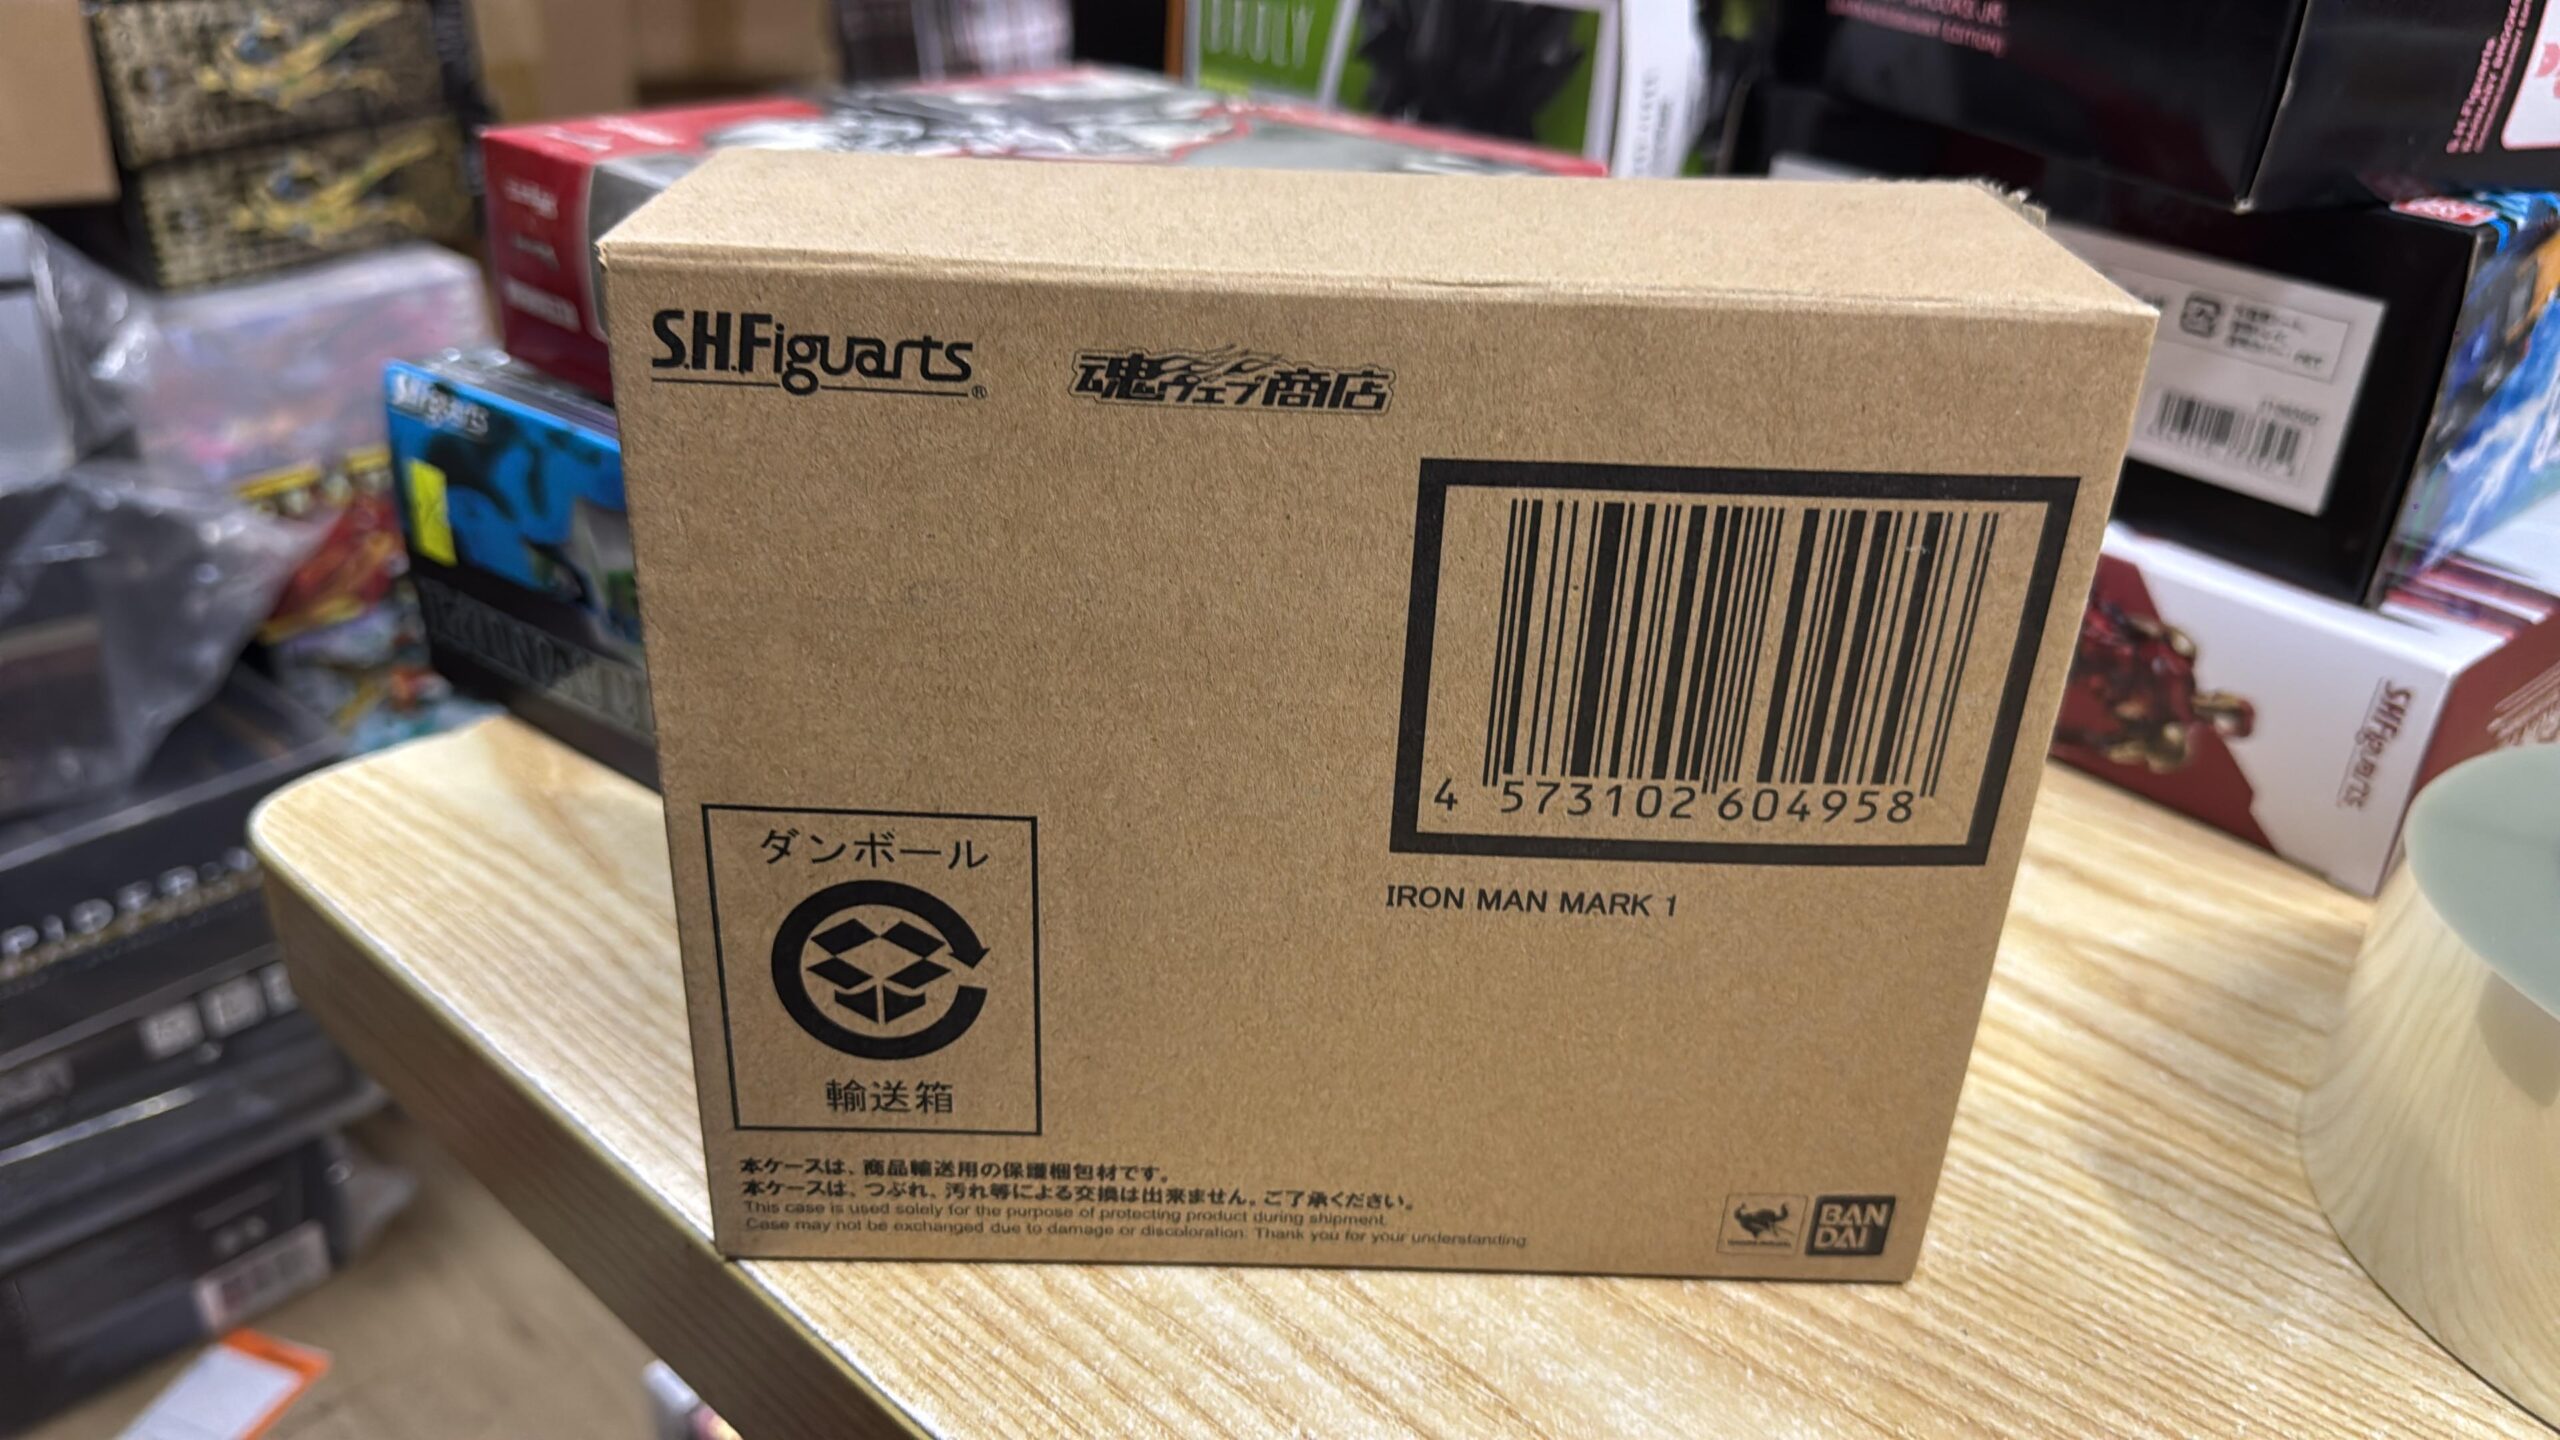 S.H.Figuarts®
魂ウェブ商店
4 573102 604958
IRON MAN MARK 1
ダンボール
輸送箱
本ケースは、商品輸送用の保護梱包材です。
本ケースは、つぶれ、汚れ等による交換は出来ません。ご了承ください。
This case is used solely for the purpose of protecting product during shipment.
Case may not be exchanged due to damage or discoloration. Thank you for your understanding.
BAN
DAI
S.H.Figuarts
S.H.Figuarts
S.H.Figuarts